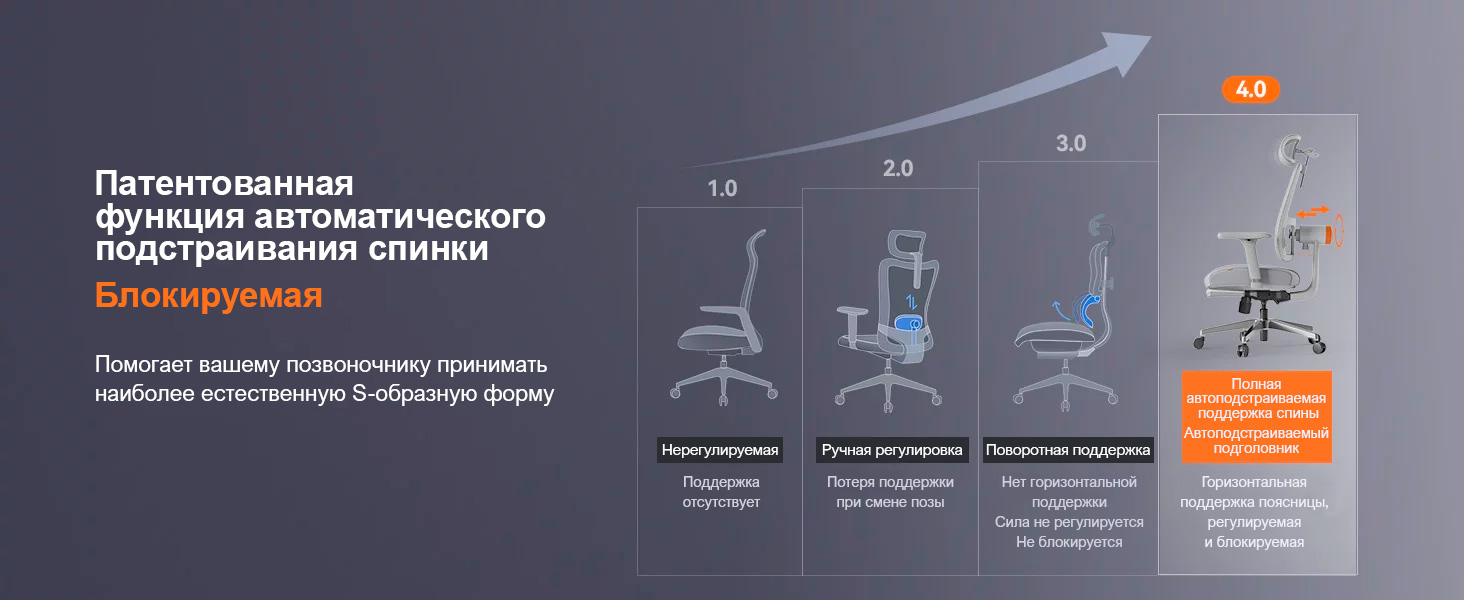 Патентованная
функция автоматического
подстраивания спинки
Блокируемая
Помогает вашему позвоночнику принимать
наиболее естественную S-образную форму
1.0
Нерегулируемая
Поддержка
отсутствует
2.0
Ручная регулировка
Потеря поддержки
при смене позы
3.0
Поворотная поддержка
Нет горизонтальной
поддержки
Сила не регулируется
Не блокируется
4.0
Полная
автоподстраиваемая
поддержка спины
Автоподстраиваемый
подголовник
Горизонтальная
поддержка поясницы,
регулируемая
и блокируемая